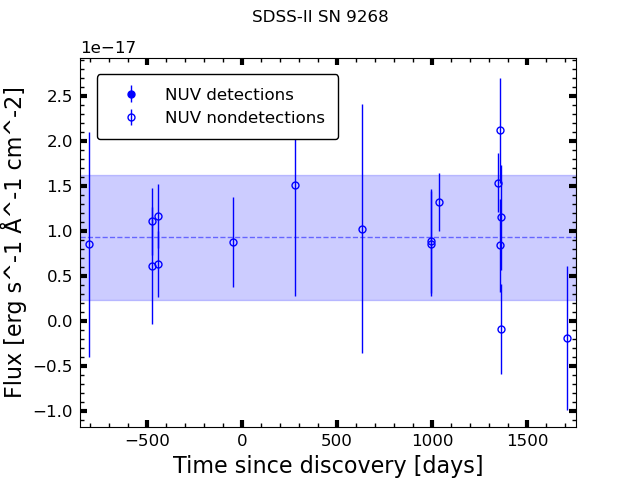 SDSS-II SN 9268
1e−17
NUV detections
NUV nondetections
2.5
2.0
1.5
1.0
0.5
0.0
−0.5
−1.0
Flux [erg s^-1 Å^-1 cm^-2]
−500 0 500 1000 1500
Time since discovery [days]